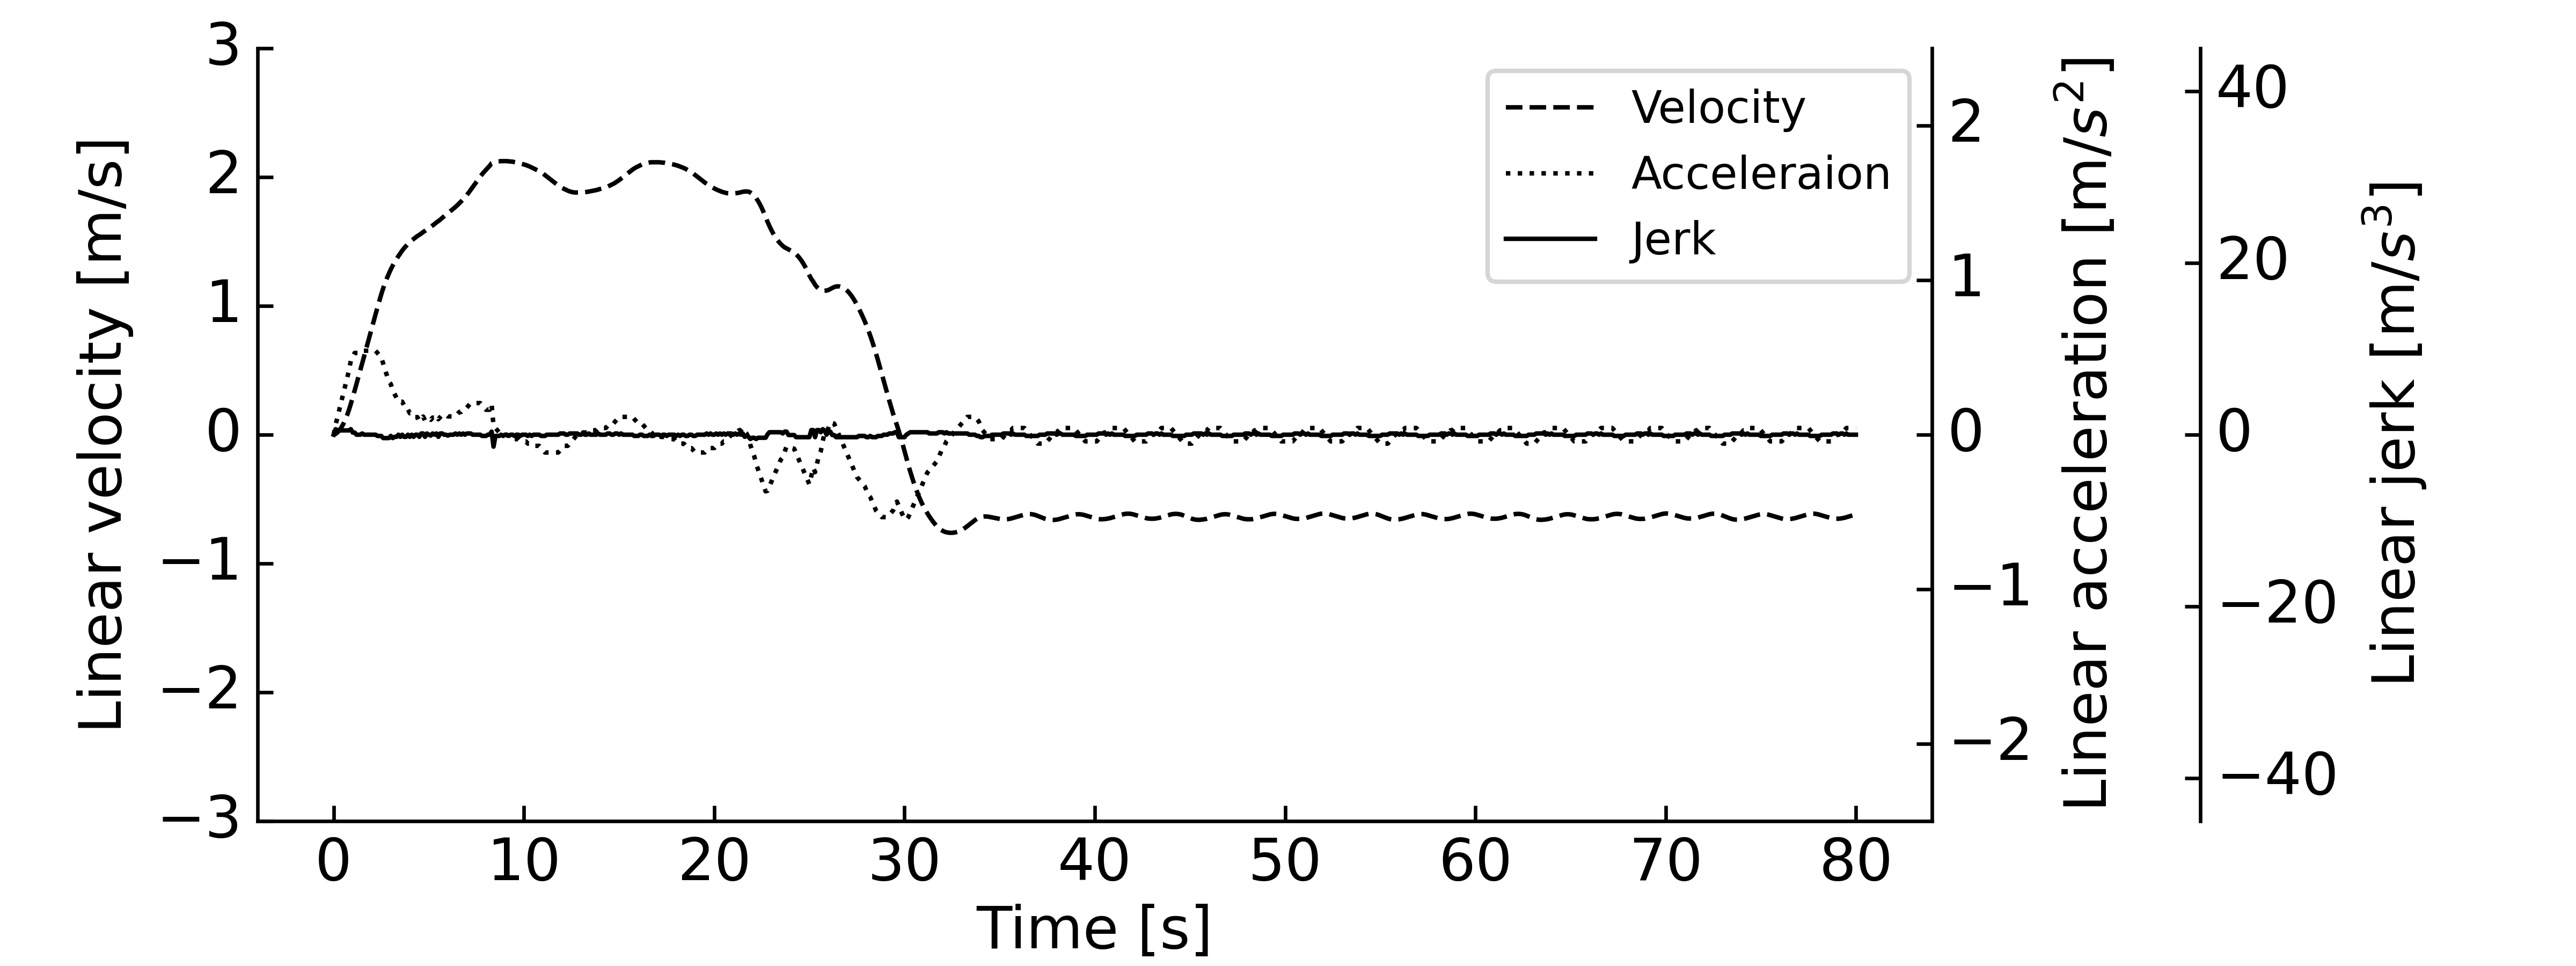 Linear velocity [m/s]
3
2
1
0
−1
−2
−3
0 10 20 30 40 50 60 70 80
Time [s]
Velocity
Acceleraion
Jerk
2
1
0
−1
−2
Linear acceleration [m/s²]
40
20
0
−20
−40
Linear jerk [m/s³]